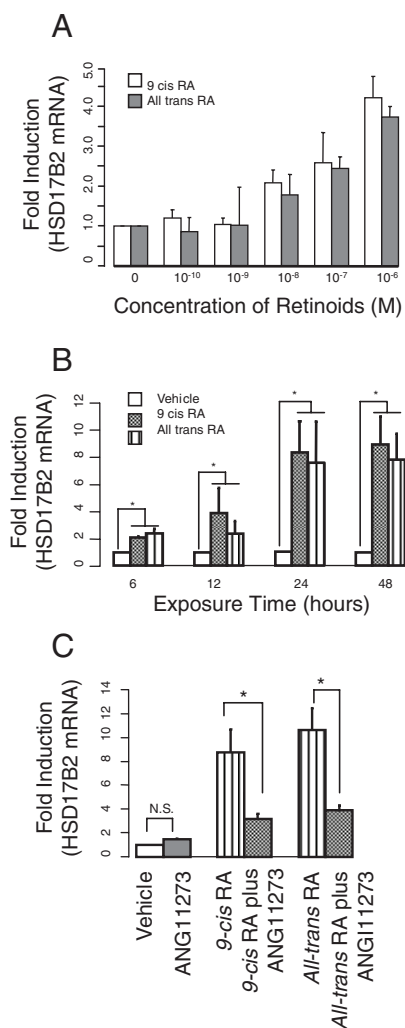 A
Fold Induction
(HSD17B2 mRNA)
5.0
4.0
3.0
2.0
1.0
0
9 cis RA
All trans RA
0 10-10 10-9 10-8 10-7 10-6
Concentration of Retinoids (M)
B
Fold Induction
(HSD17B2 mRNA)
12
10
8
6
4
2
0
Vehicle
9 cis RA
All trans RA
* * * *
6 12 24 48
Exposure Time (hours)
C
Fold Induction
(HSD17B2 mRNA)
14
12
10
8
6
4
2
0
N.S. * *
Vehicle
ANG11273
9-cis RA
9-cis RA plus
ANG11273
All-trans RA
All-trans RA plus
ANGI11273